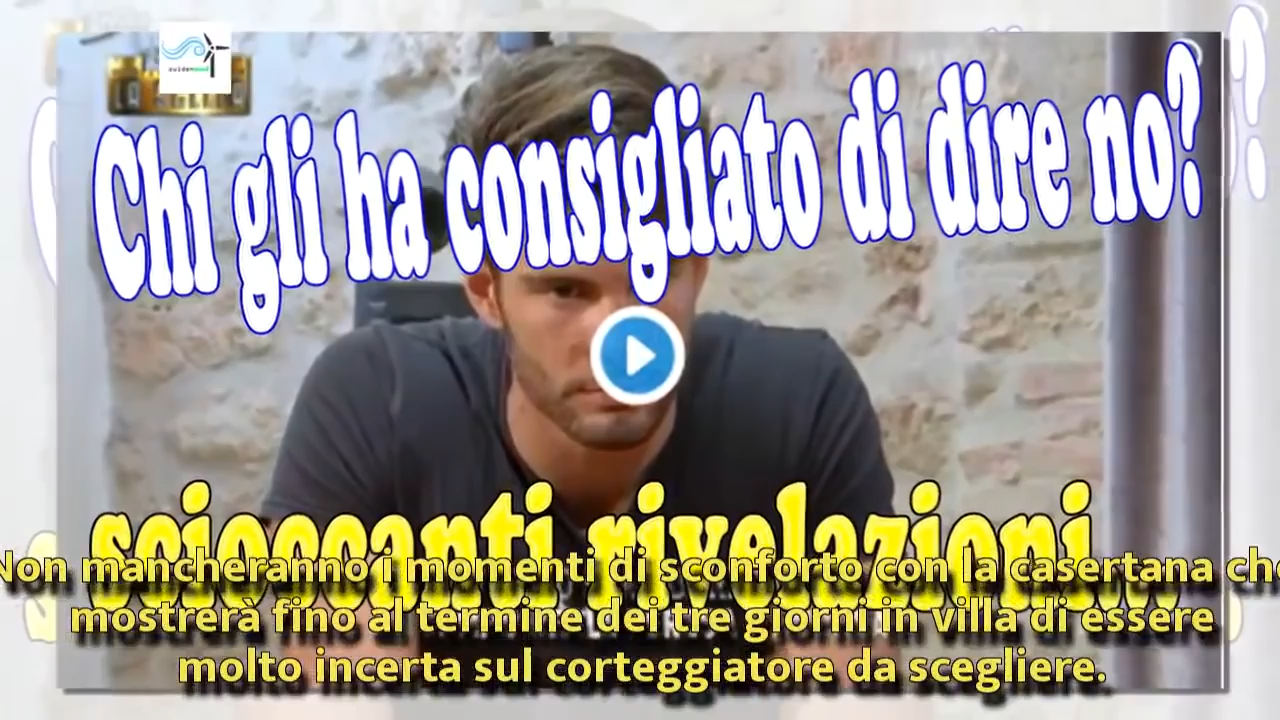 Chi gli ha consigliato di dire no?
scioccanti rivelazioni..
Non mancheranno i momenti di sconforto con la casertana che
mostrerà fino al termine dei tre giorni in villa di essere
molto incerta sul corteggiatore da scegliere.